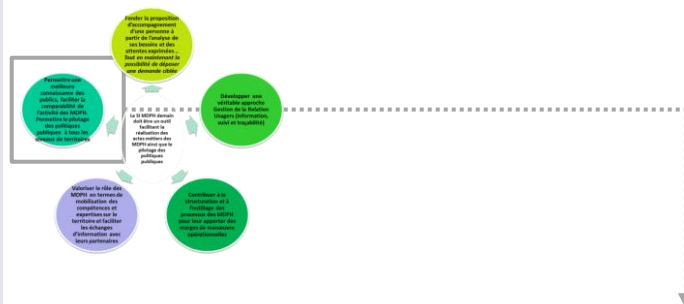 Fonder la proposition
d'accompagnement
d'une personne à
partir de l'analyse de
ses besoins et des
attentes exprimées...
Tout en maintenant la
possibilité de déposer
une demande ciblée
Permettre une
meilleure
connaissance des
publics, faciliter la
comparabilité de
l'activité des MDPH.
Permettre le pilotage
des politiques
publiques à tous les
niveaux de territoires
Développer une
véritable approche
Gestion de la Relation
Usagers (information,
suivi et traçabilité)
Le SI MDPH demain
doit être un outil
facilitant la
réalisation des
actes métiers des
MDPH ainsi que le
pilotage des
politiques
publiques
Valoriser le rôle des
MDPH en termes de
mobilisation des
compétences et
expertises sur le
territoire et faciliter
les échanges
d'information avec
leurs partenaires
Contribuer à la
structuration et à
l'outillage des
processus des MDPH
pour leur apporter des
marges de manœuvre
opérationnelles